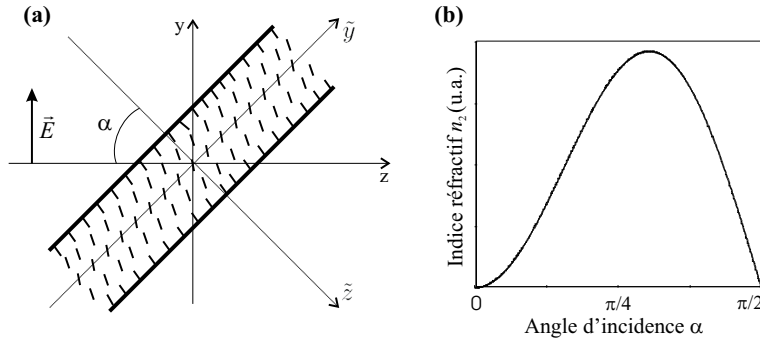 (a)
y
ỹ
E⃗
α
z
z̃
(b)
Indice réfractif n₂ (u.a.)
0
π/4
π/2
Angle d'incidence α